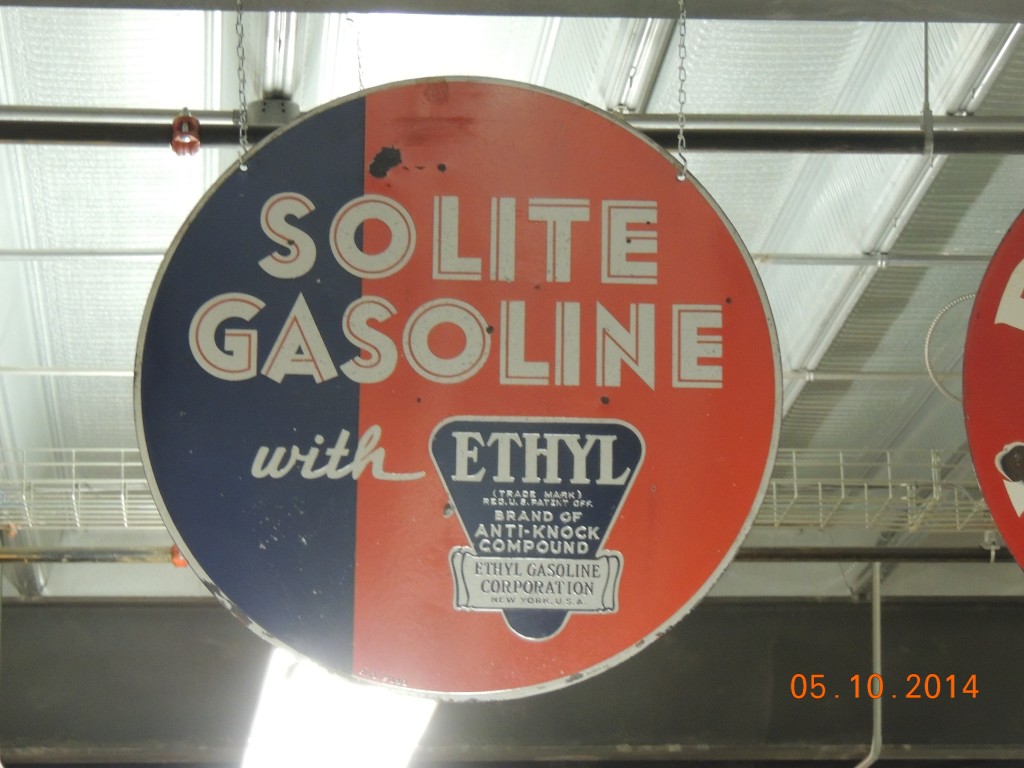 SOLITE
GASOLINE
with
ETHYL
(TRADE MARK)
REG. U.S. PATENT OFF.
BRAND OF
ANTI-KNOCK
COMPOUND
ETHYL GASOLINE
CORPORATION
NEW YORK, U.S.A.
05.10.2014